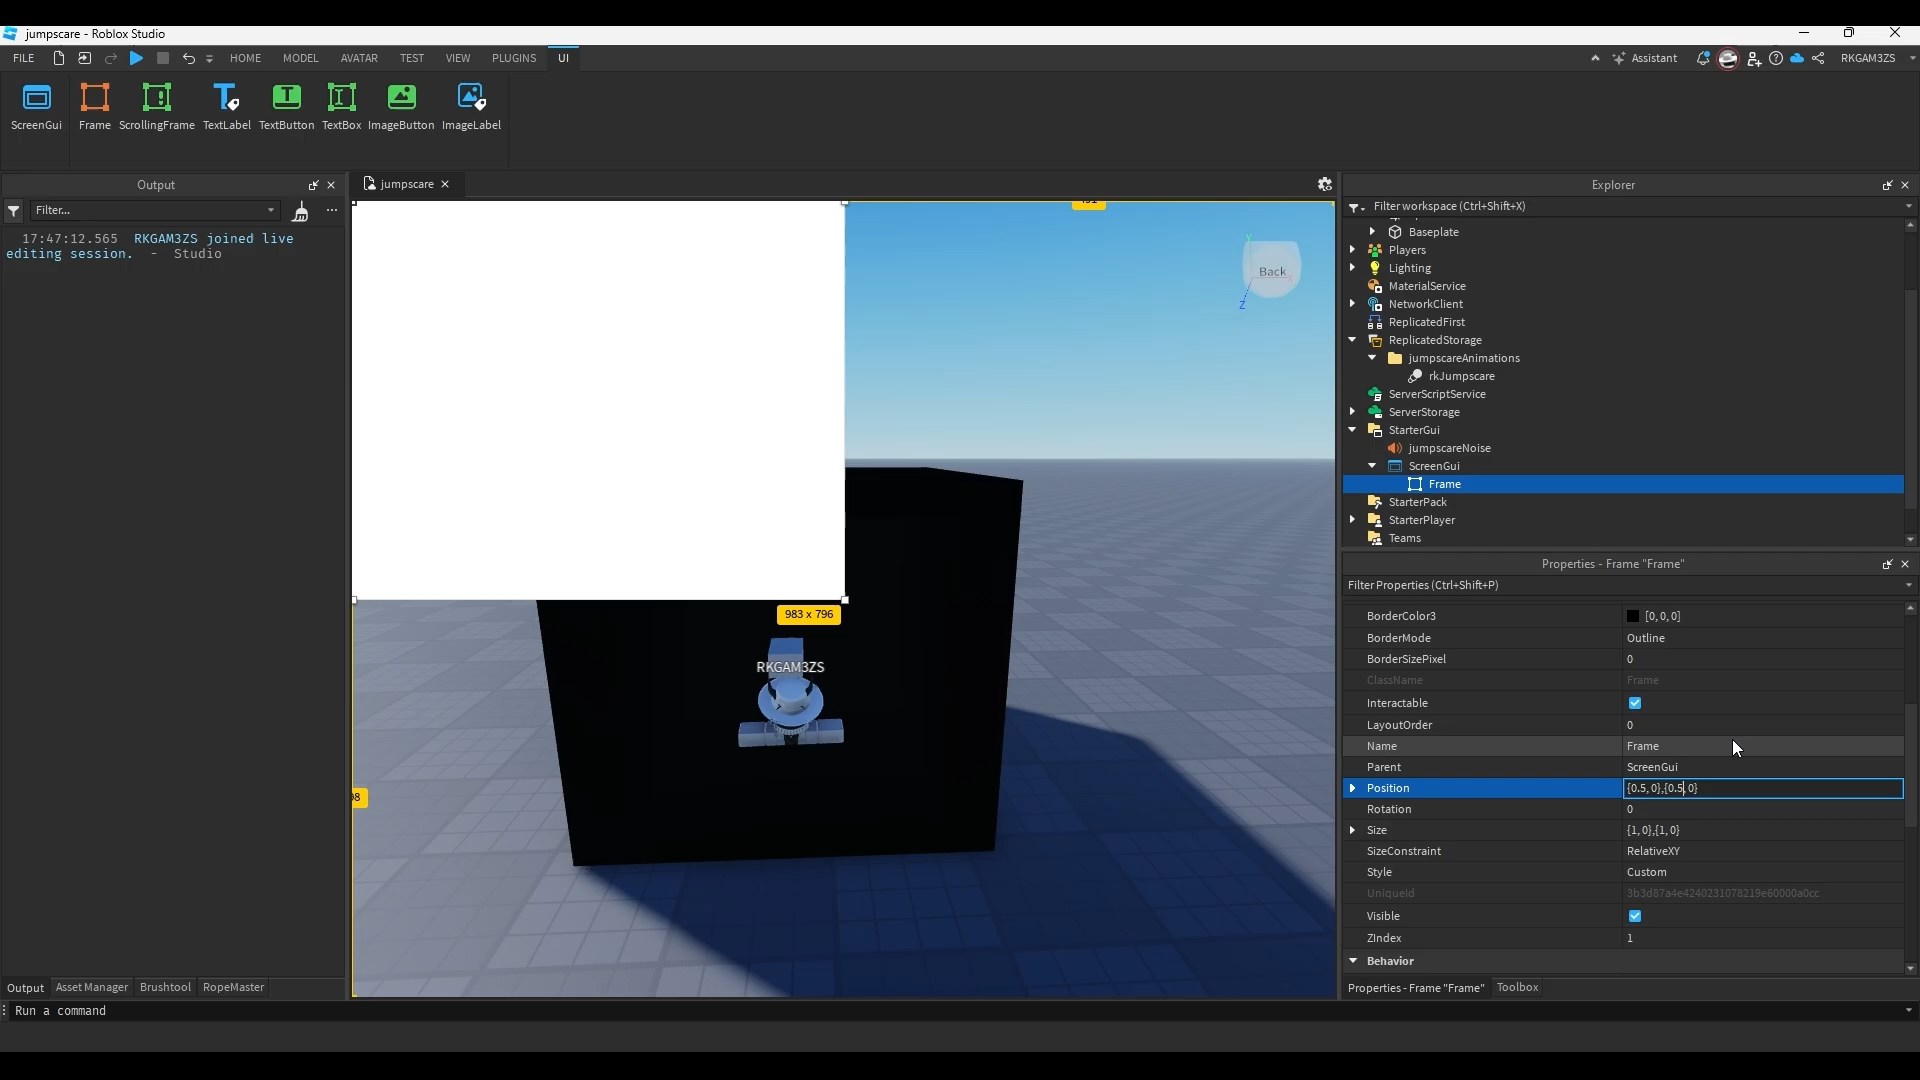 jumpscare - Roblox Studio
FILE HOME MODEL AVATAR TEST VIEW PLUGINS UI Assistant RKGAM3ZS
ScreenGui Frame ScrollingFrame TextLabel TextButton TextBox ImageButton ImageLabel
Output
Filter...
17:47:12.565 RKGAM3ZS joined live
editing session. - Studio
jumpscare
Back
983 x 796
RKGAM3ZS
98
Explorer
Filter workspace (Ctrl+Shift+X)
Baseplate
Players
Lighting
MaterialService
NetworkClient
ReplicatedFirst
ReplicatedStorage
jumpscareAnimations
rkJumpscare
ServerScriptService
ServerStorage
StarterGui
jumpscareNoise
ScreenGui
Frame
StarterPack
StarterPlayer
Teams
Properties - Frame "Frame"
Filter Properties (Ctrl+Shift+P)
BorderColor3 [0, 0, 0]
BorderMode Outline
BorderSizePixel 0
ClassName Frame
Interactable
LayoutOrder 0
Name Frame
Parent ScreenGui
Position {0.5, 0},{0.5, 0}
Rotation 0
Size {1, 0},{1, 0}
SizeConstraint RelativeXY
Style Custom
UniqueId 3b3d87a4e4240231078219e60000a0cc
Visible
ZIndex 1
Behavior
Output Asset Manager Brushtool RopeMaster
Properties - Frame "Frame" Toolbox
Run a command